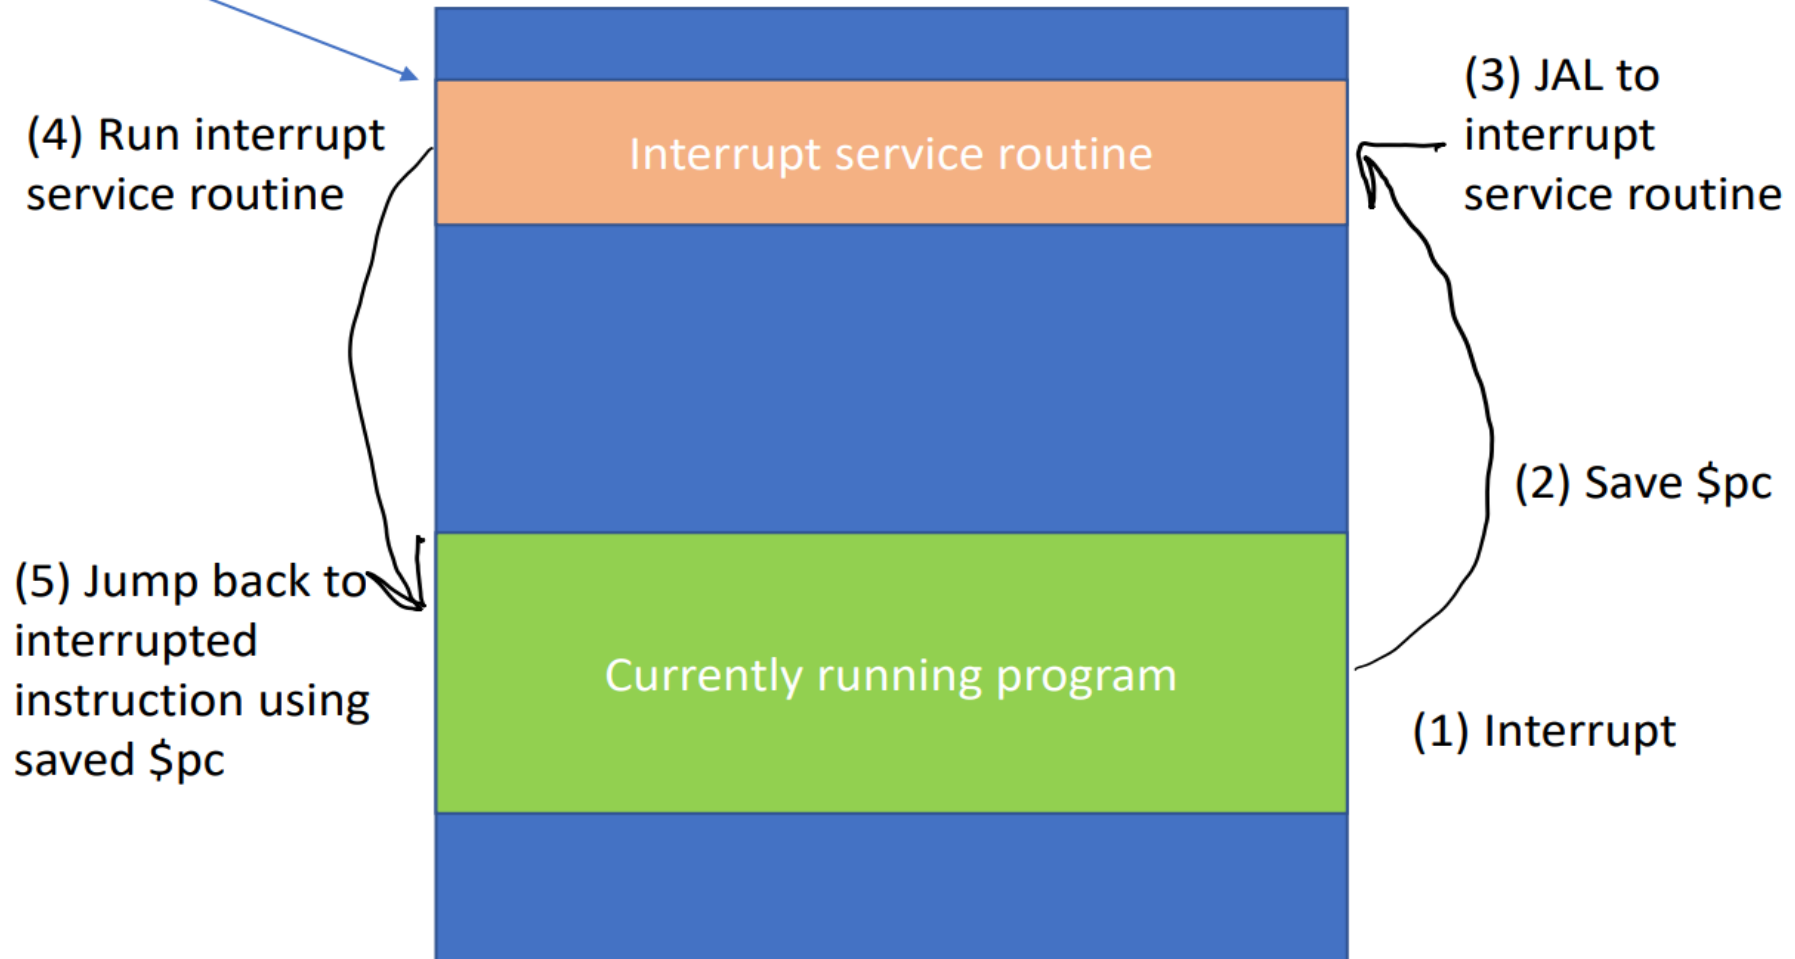 (3) JAL to
interrupt
service routine
(4) Run interrupt
service routine
Interrupt service routine
(2) Save $pc
(5) Jump back to
interrupted
instruction using
saved $pc
Currently running program
(1) Interrupt